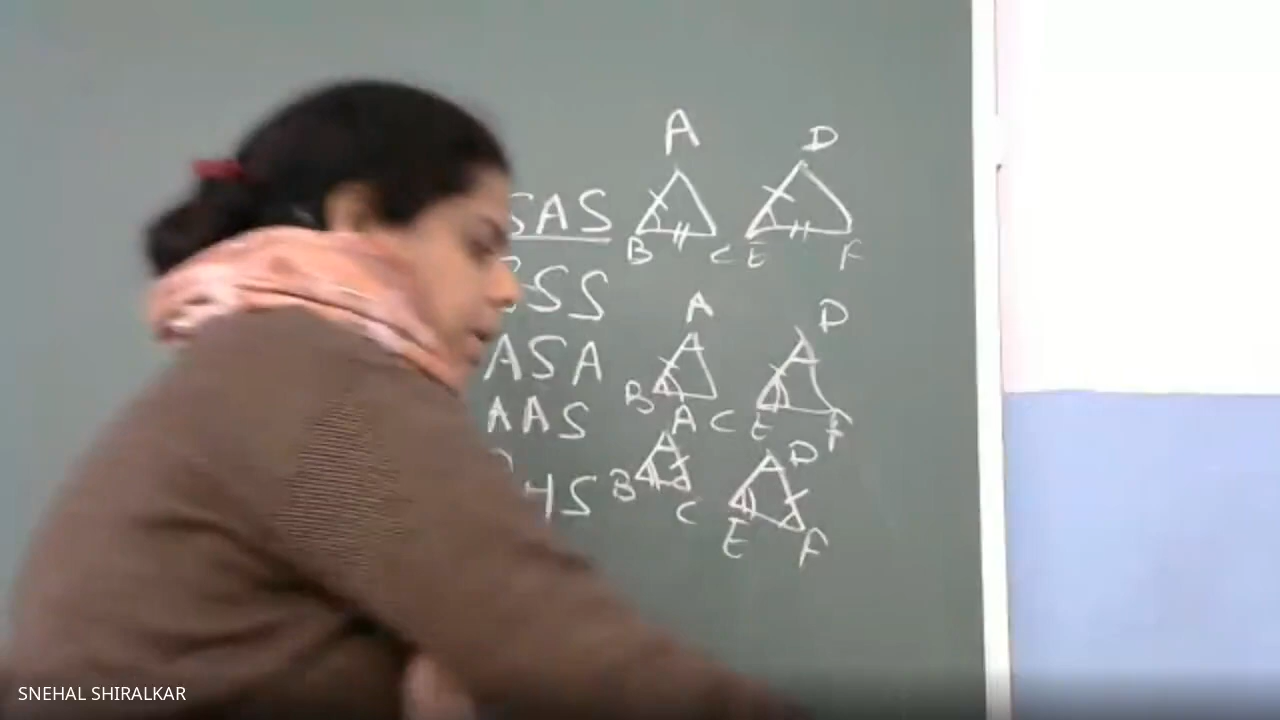 A D
SAS
B C E F
SSS
A D
ASA
B C E F
AAS
A D
HS B C E F
SNEHAL SHIRALKAR